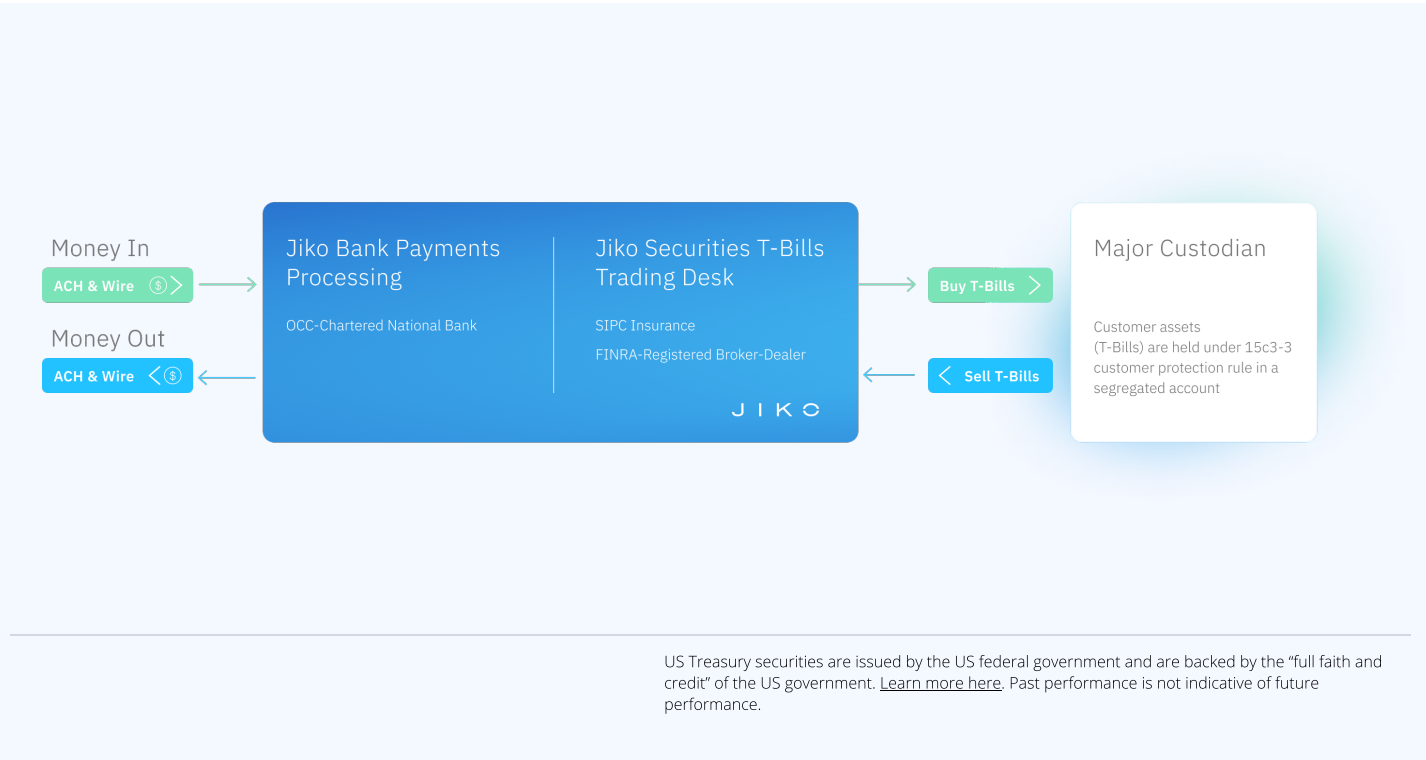 Money In
ACH & Wire $
Money Out
ACH & Wire $
Jiko Bank Payments
Processing
OCC-Chartered National Bank
Jiko Securities T-Bills
Trading Desk
SIPC Insurance
FINRA-Registered Broker-Dealer
JIKO
Buy T-Bills
Sell T-Bills
Major Custodian
Customer assets
(T-Bills) are held under 15c3-3
customer protection rule in a
segregated account
US Treasury securities are issued by the US federal government and are backed by the “full faith and
credit” of the US government. Learn more here. Past performance is not indicative of future
performance.